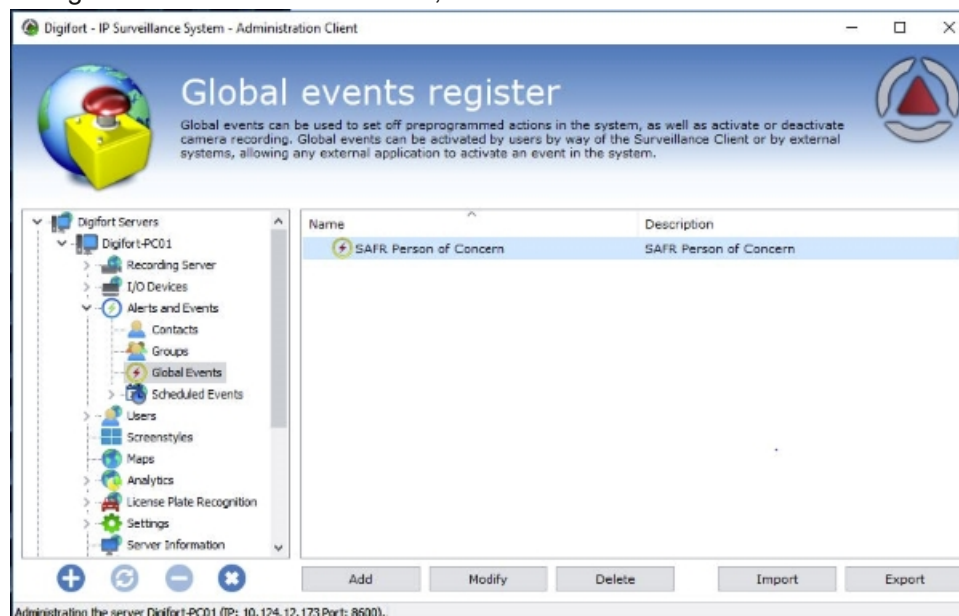 Digifort - IP Surveillance System - Administration Client
Global events register
Global events can be used to set off preprogrammed actions in the system, as well as activate or deactivate
camera recording. Global events can be activated by users by way of the Surveillance Client or by external
systems, allowing any external application to activate an event in the system.
Digifort Servers
Digifort-PC01
Recording Server
I/O Devices
Alerts and Events
Contacts
Groups
Global Events
Scheduled Events
Users
Screenstyles
Maps
Analytics
License Plate Recognition
Settings
Server Information
Name Description
SAFR Person of Concern SAFR Person of Concern
Add Modify Delete Import Export
Administrating the server Digifort-PC01 (IP: 10.124.12.173 Port: 8600).